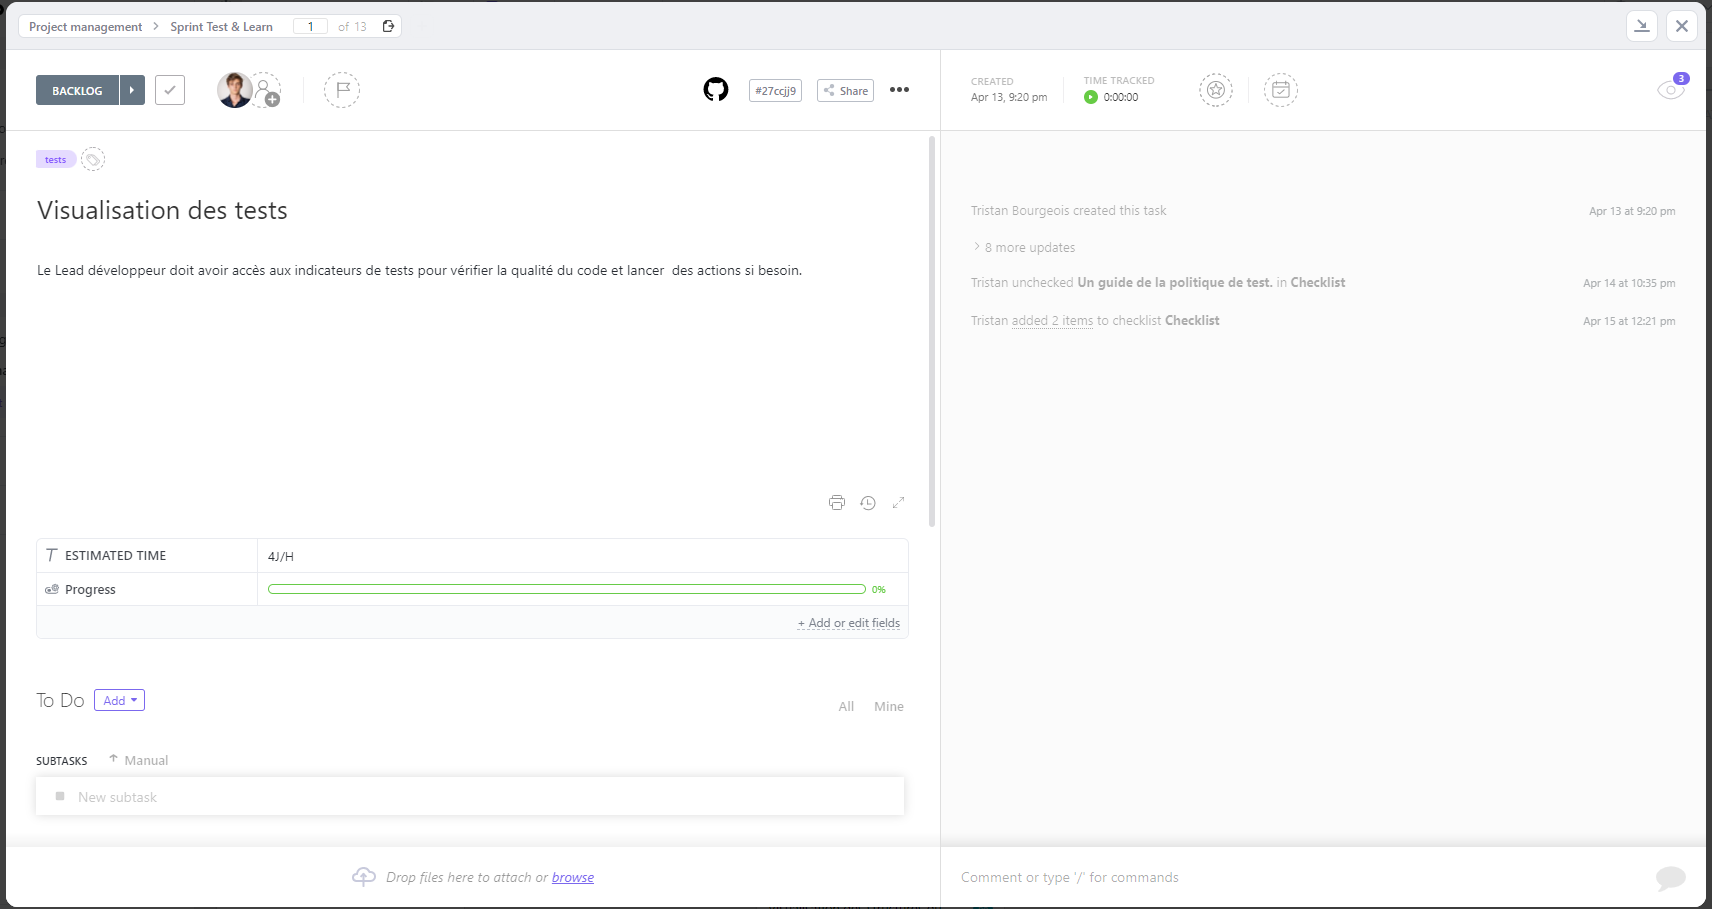 Project management > Sprint Test & Learn 1 of 13
BACKLOG
#27ccjj9
Share
CREATED
Apr 13, 9:20 pm
TIME TRACKED
0:00:00
3
tests
Visualisation des tests
Le Lead développeur doit avoir accès aux indicateurs de tests pour vérifier la qualité du code et lancer des actions si besoin.
ESTIMATED TIME 4J/H
Progress 0%
+ Add or edit fields
To Do Add
All Mine
SUBTASKS Manual
New subtask
Drop files here to attach or browse
Tristan Bourgeois created this task Apr 13 at 9:20 pm
8 more updates
Tristan unchecked Un guide de la politique de test. in Checklist Apr 14 at 10:35 pm
Tristan added 2 items to checklist Checklist Apr 15 at 12:21 pm
Comment or type '/' for commands